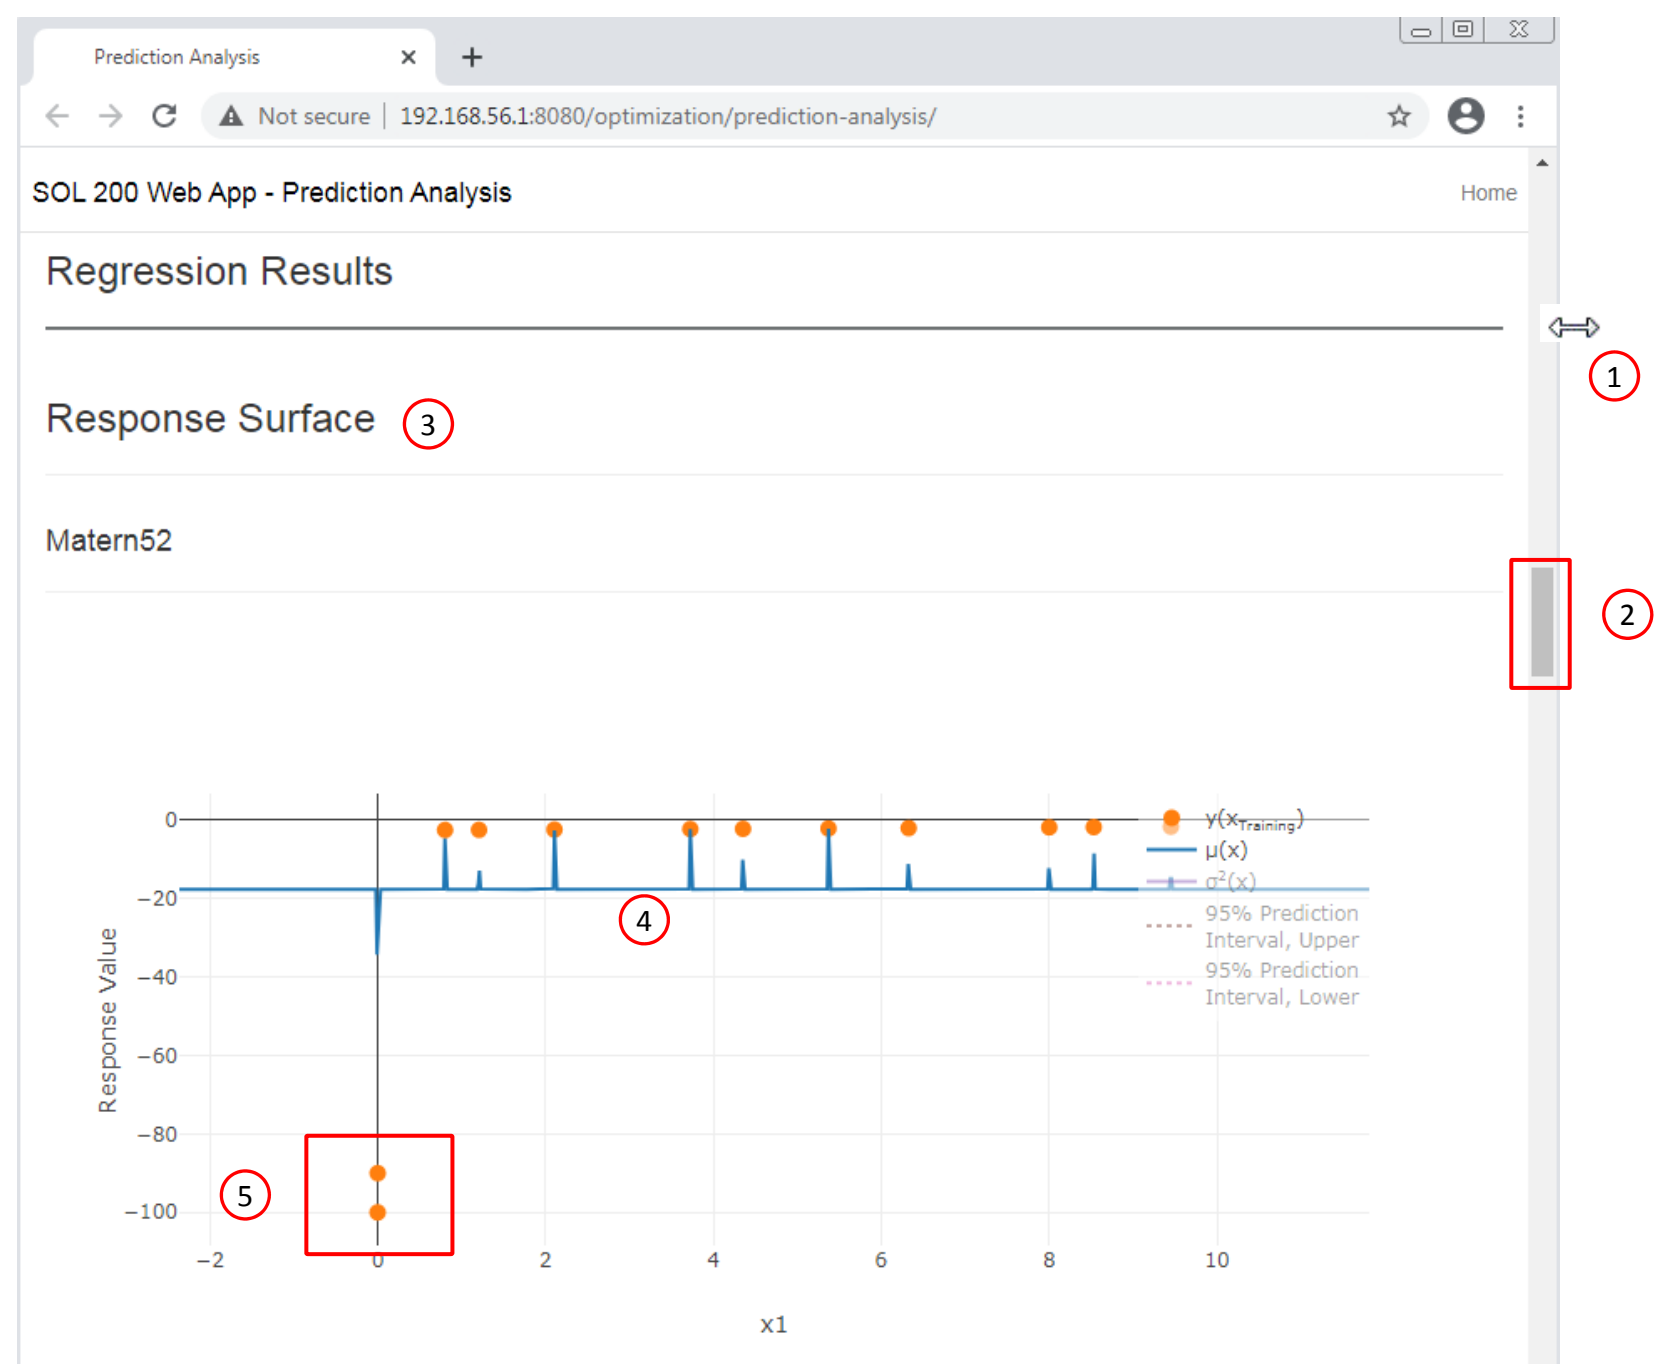 Prediction Analysis
Not secure | 192.168.56.1:8080/optimization/prediction-analysis/
SOL 200 Web App - Prediction Analysis
Home
Regression Results
1
Response Surface
3
Matern52
2
y(xTraining)
μ(x)
σ²(x)
95% Prediction
Interval, Upper
95% Prediction
Interval, Lower
0
−20
−40
−60
−80
−100
Response Value
4
5
−2
0
2
4
6
8
10
x1